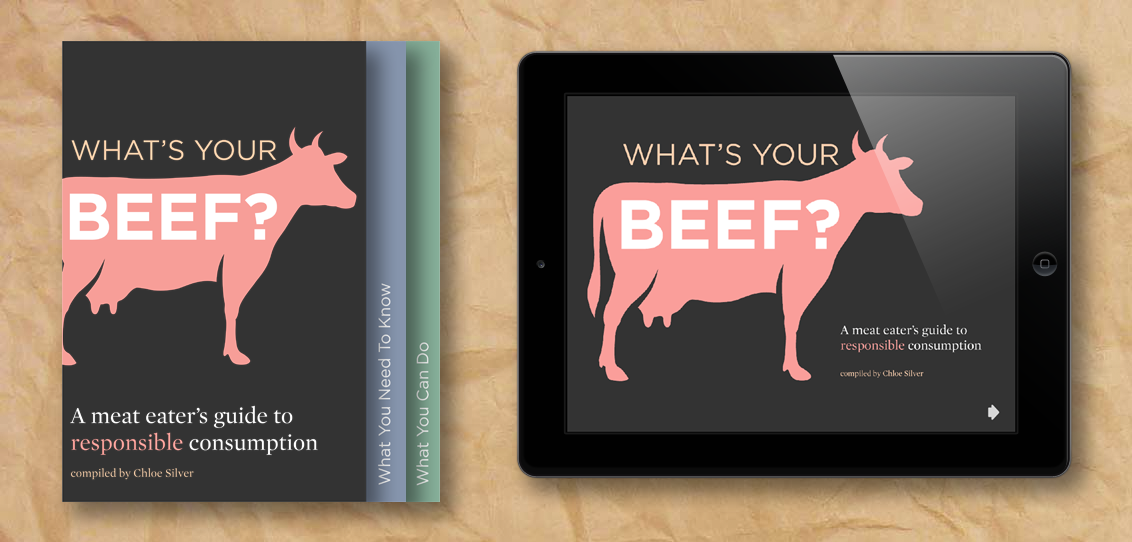 WHAT'S YOUR
BEEF?
A meat eater's guide to
responsible consumption
compiled by Chloe Silver
What You Need To Know
What You Can Do
WHAT'S YOUR
BEEF?
A meat eater's guide to
responsible consumption
compiled by Chloe Silver